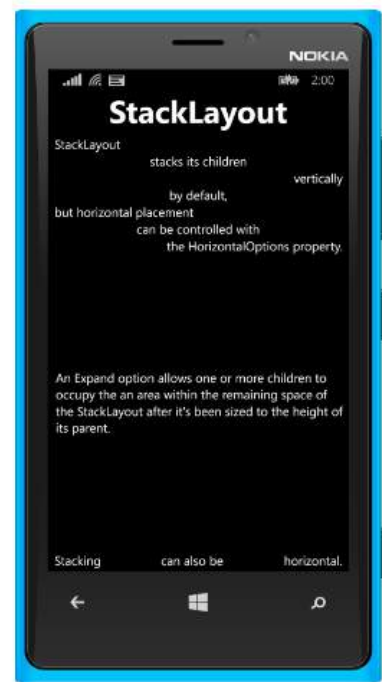 NOKIA
2:00
StackLayout
StackLayout
stacks its children
vertically
by default,
but horizontal placement
can be controlled with
the HorizontalOptions property.
An Expand option allows one or more children to
occupy the an area within the remaining space of
the StackLayout after it's been sized to the height of
its parent.
Stacking can also be horizontal.